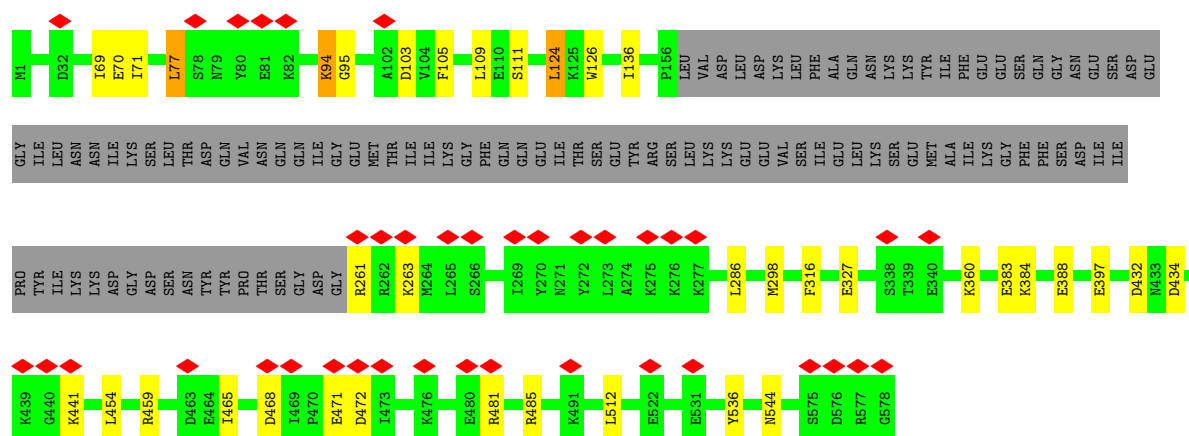 M1 D32 I69 E70 I71 L77 S78 N79 Y80 E81 K82 K94 G95 A102 D103 V104 F105 L109 E110 S111 L124 K125 W126 I136 P156 LEU VAL ASP LEU ASP LYS LEU PHE ALA GLN ASN LYS LYS TYR ILE PHE GLU GLU SER GLN GLY ASN GLU SER ASP GLU
GLY ILE LEU ASN ASN ILE LYS SER LEU THR ASP GLN VAL ASN GLN GLN ILE GLY GLU MET THR ILE ILE LYS GLY PHE GLN GLN GLU ILE THR SER GLU TYR ARG SER LEU LYS LYS GLU GLU VAL SER ILE GLU LEU LYS SER GLU MET ALA ILE LYS GLY PHE PHE SER ASP ILE ILE
PRO TYR ILE LYS LYS ASP GLY ASP SER ASN TYR TYR PRO THR SER GLY ASP GLY R261 R262 K263 M264 L265 S266 I269 Y270 N271 Y272 L273 A274 K275 K276 K277 L286 M298 F316 E327 S338 T339 E340 K360 E383 K384 E388 E397 D432 N433 D434
K439 G440 K441 L454 R459 D463 E464 I465 D468 I469 P470 E471 D472 I473 K476 E480 R481 R485 K491 L512 E522 E531 Y536 N544 S575 D576 R577 G578